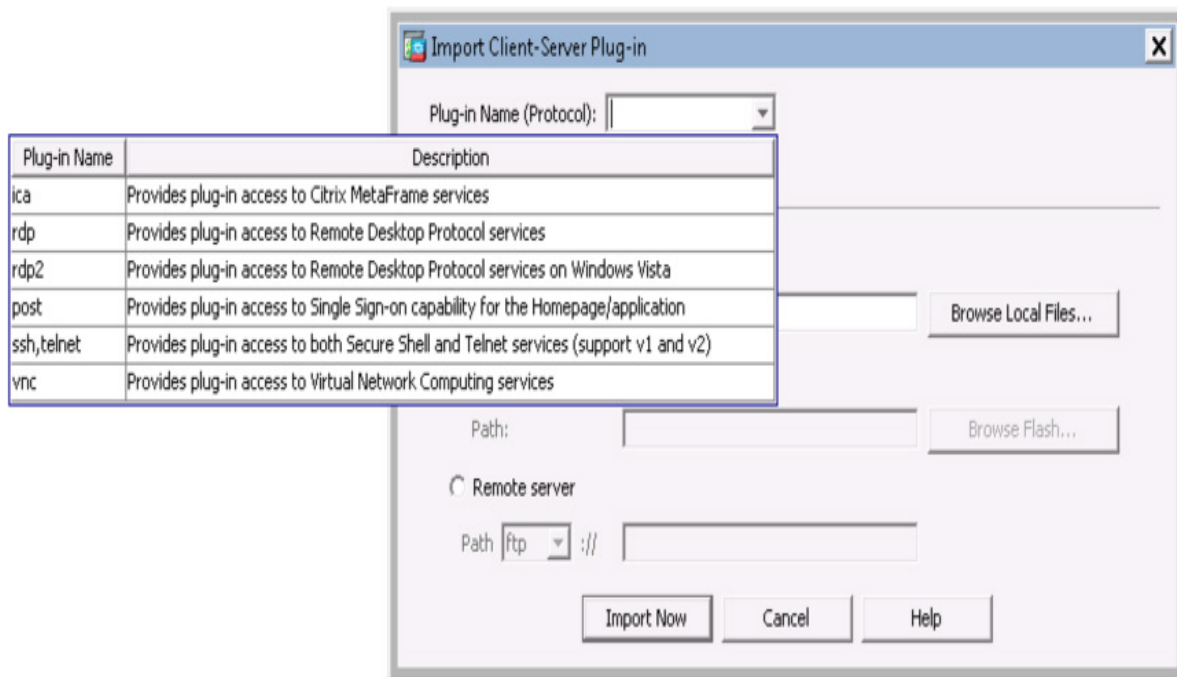 Import Client-Server Plug-in
Plug-in Name (Protocol):
Plug-in Name Description
ica Provides plug-in access to Citrix MetaFrame services
rdp Provides plug-in access to Remote Desktop Protocol services
rdp2 Provides plug-in access to Remote Desktop Protocol services on Windows Vista
post Provides plug-in access to Single Sign-on capability for the Homepage/application
ssh,telnet Provides plug-in access to both Secure Shell and Telnet services (support v1 and v2)
vnc Provides plug-in access to Virtual Network Computing services
Browse Local Files...
Path: Browse Flash...
Remote server
Path ftp ://
Import Now Cancel Help